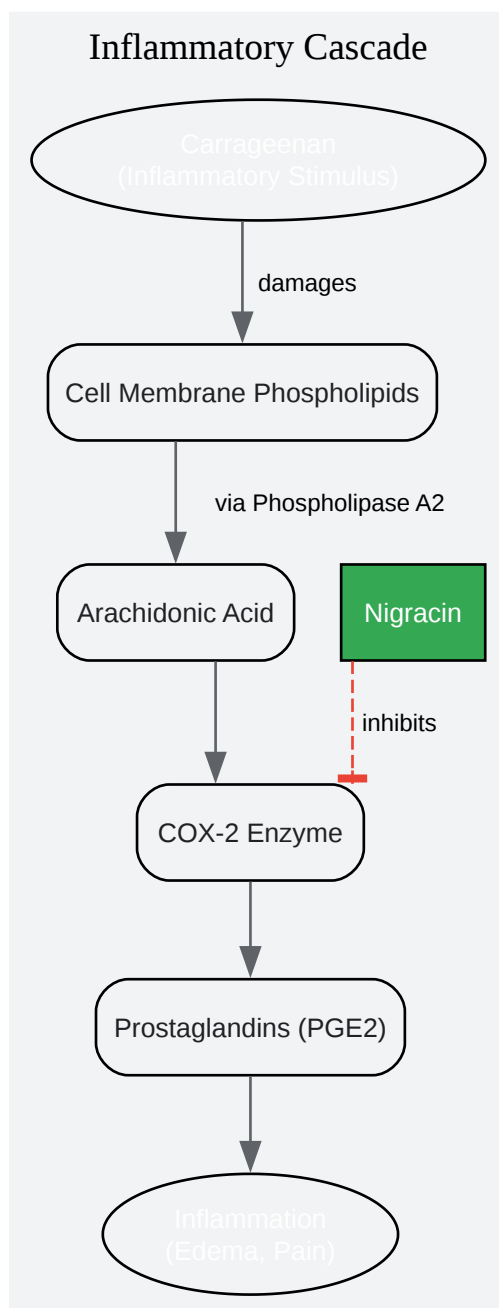 Inflammatory Cascade
Carrageenan
(Inflammatory Stimulus)
damages
Cell Membrane Phospholipids
via Phospholipase A2
Arachidonic Acid
Nigracin
inhibits
COX-2 Enzyme
Prostaglandins (PGE2)
Inflammation
(Edema, Pain)